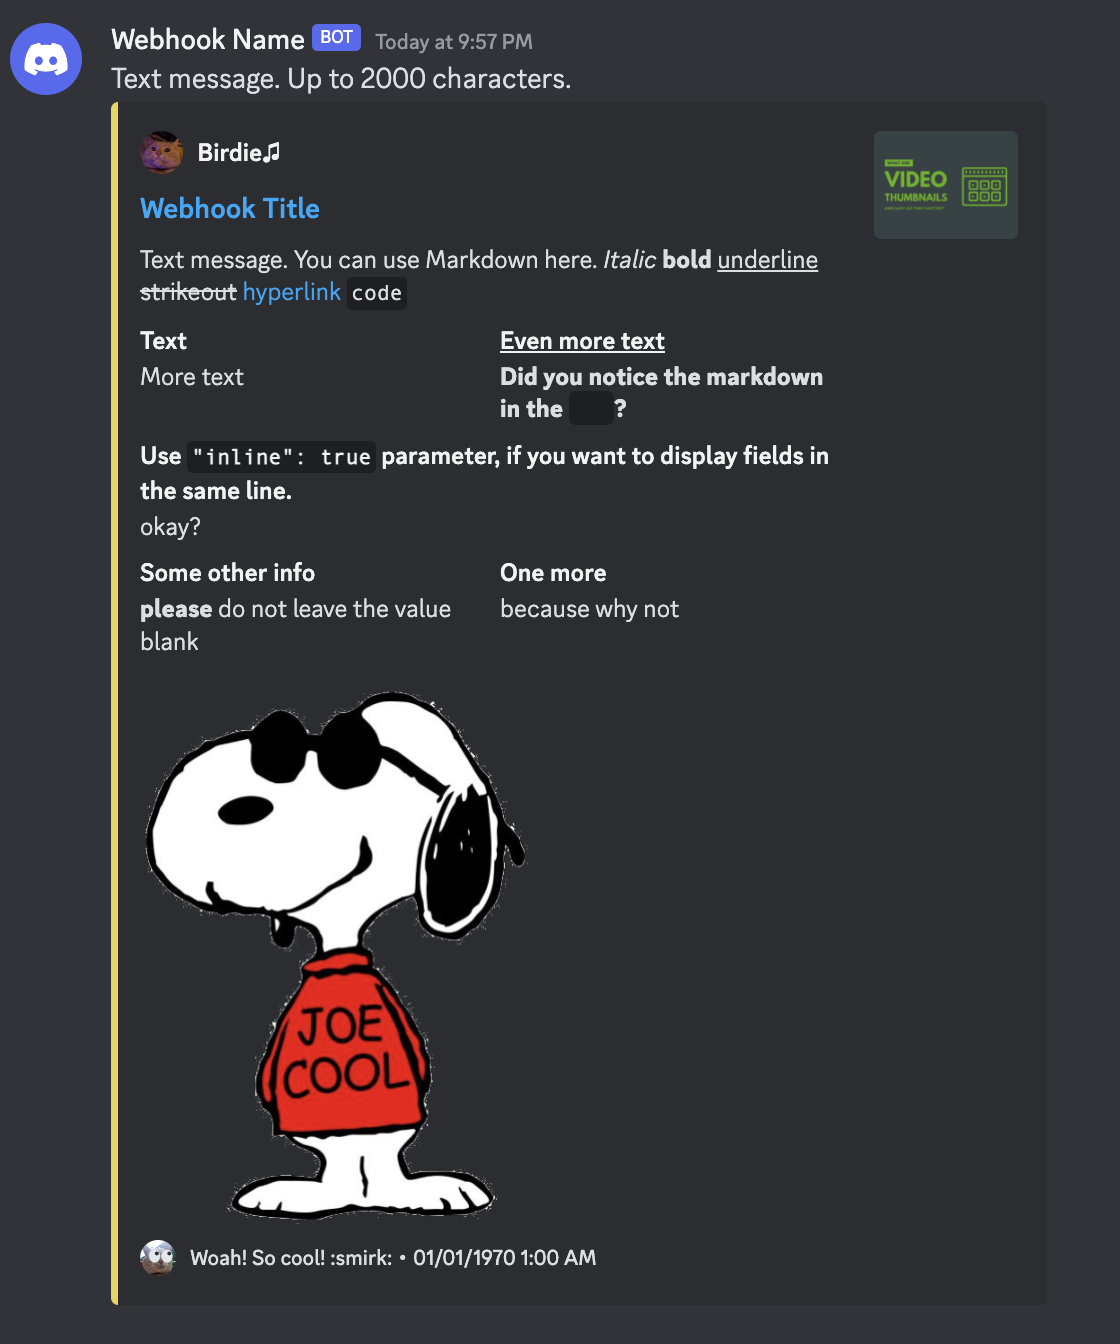 Webhook Name BOT Today at 9:57 PM
Text message. Up to 2000 characters.
Birdie♫
VIDEO
THUMBNAILS
Webhook Title
Text message. You can use Markdown here. Italic bold underline
strikeout hyperlink code
Text
More text
Even more text
Did you notice the markdown
in the ?
Use "inline": true parameter, if you want to display fields in
the same line.
okay?
Some other info
please do not leave the value
blank
One more
because why not
JOE
COOL
Woah! So cool! :smirk: • 01/01/1970 1:00 AM